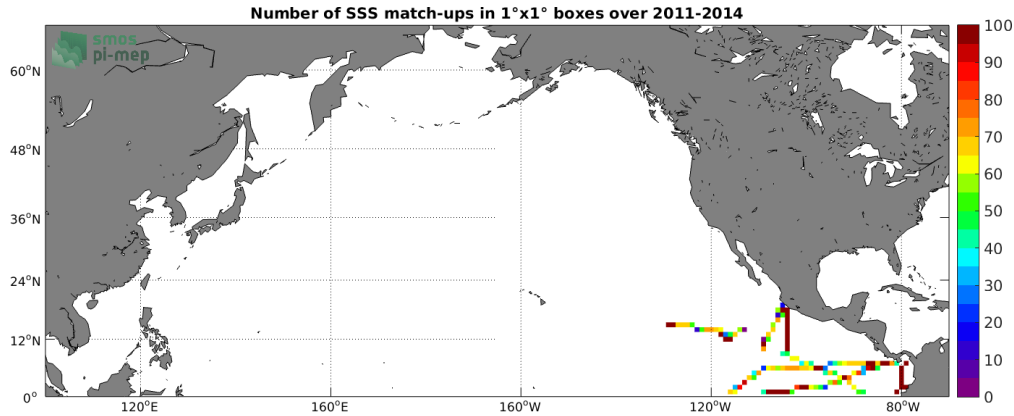 Number of SSS match-ups in 1°x1° boxes over 2011-2014
smos
pi-mep
60°N
48°N
36°N
24°N
12°N
0°
120°E
160°E
160°W
120°W
80°W
100
90
80
70
60
50
40
30
20
10
0